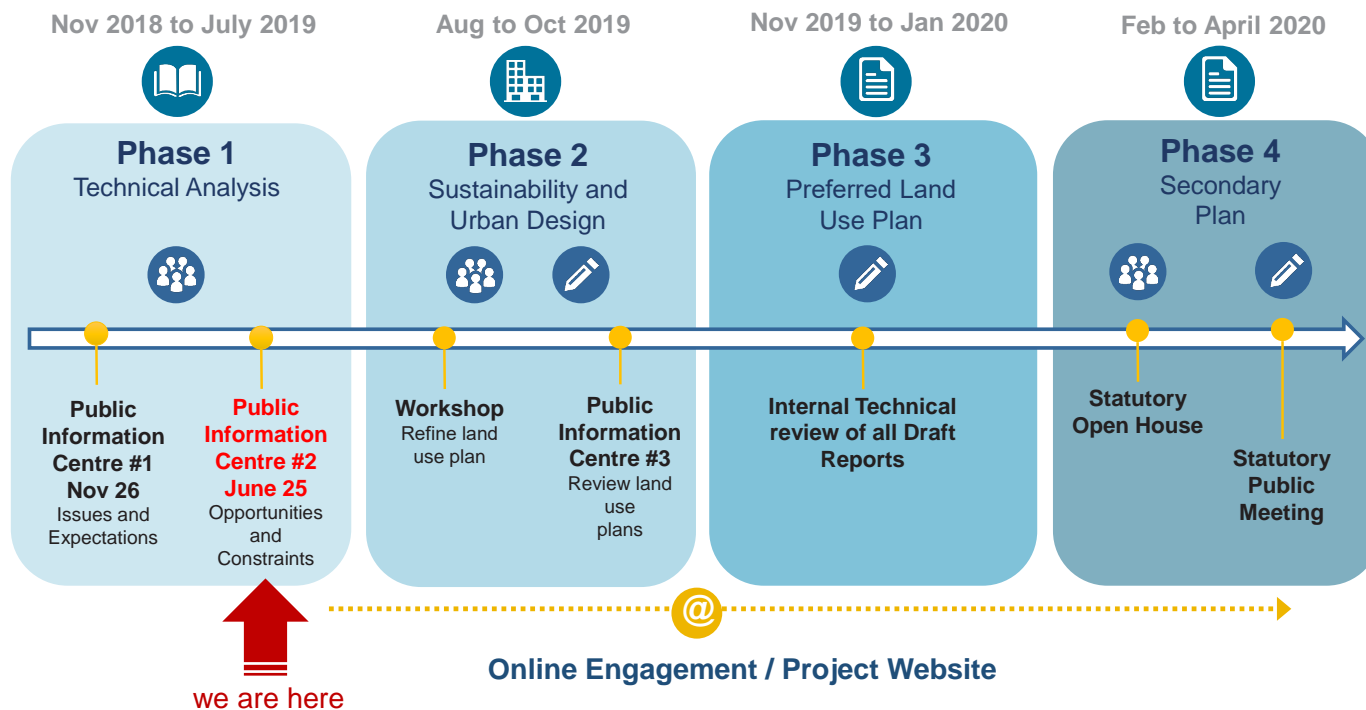 Nov 2018 to July 2019
Aug to Oct 2019
Nov 2019 to Jan 2020
Feb to April 2020
Phase 1
Technical Analysis
Phase 2
Sustainability and
Urban Design
Phase 3
Preferred Land
Use Plan
Phase 4
Secondary
Plan
Public
Information
Centre #1
Nov 26
Issues and
Expectations
Public
Information
Centre #2
June 25
Opportunities
and
Constraints
Workshop
Refine land
use plan
Public
Information
Centre #3
Review land
use
plans
Internal Technical
review of all Draft
Reports
Statutory
Open House
Statutory
Public
Meeting
@
Online Engagement / Project Website
we are here